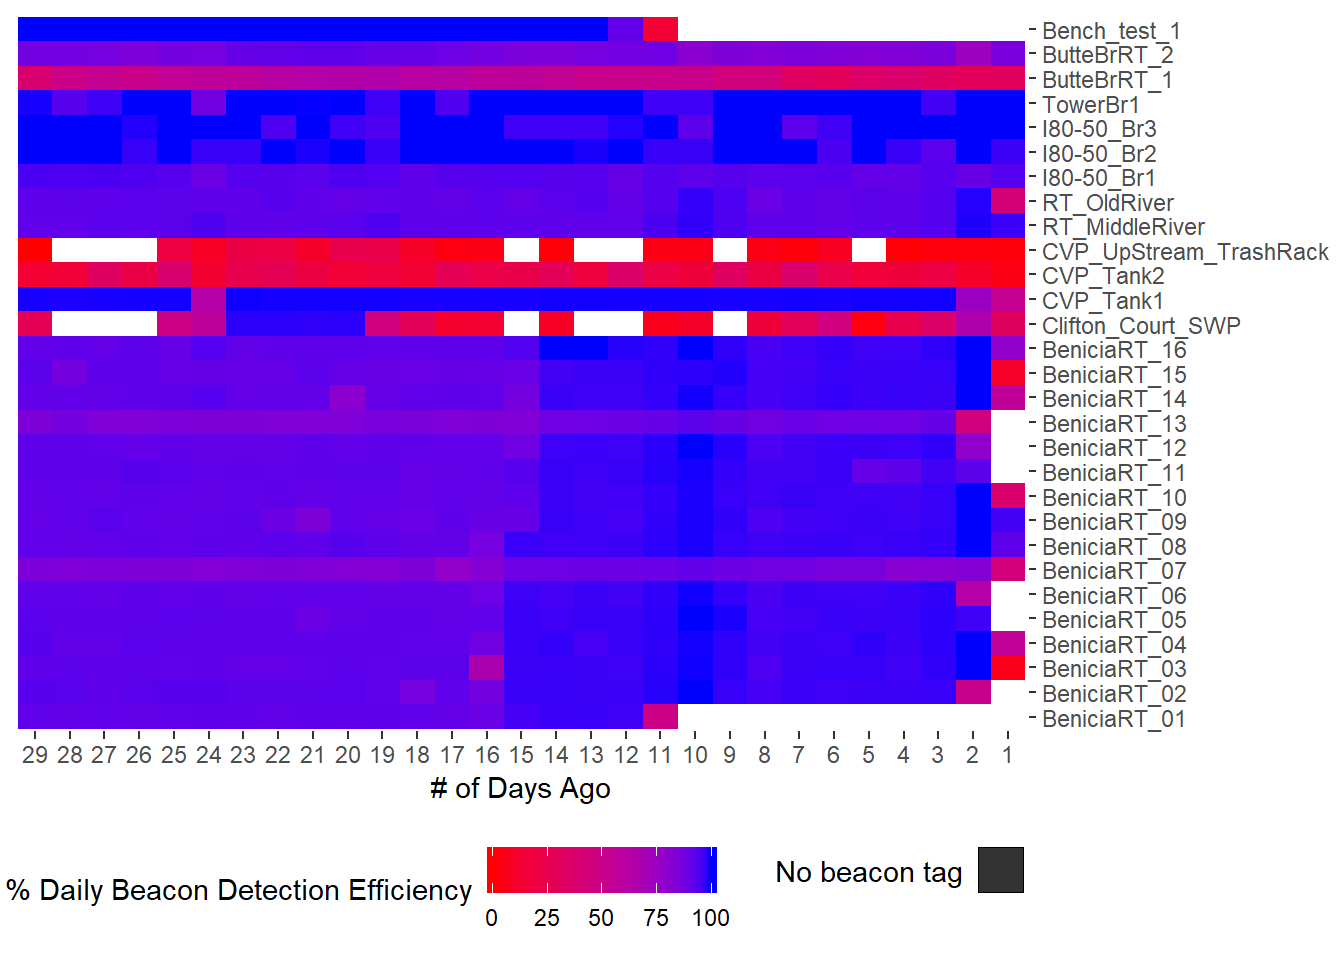 Bench_test_1
ButteBrRT_2
ButteBrRT_1
TowerBr1
I80-50_Br3
I80-50_Br2
I80-50_Br1
RT_OldRiver
RT_MiddleRiver
CVP_UpStream_TrashRack
CVP_Tank2
CVP_Tank1
Clifton_Court_SWP
BeniciaRT_16
BeniciaRT_15
BeniciaRT_14
BeniciaRT_13
BeniciaRT_12
BeniciaRT_11
BeniciaRT_10
BeniciaRT_09
BeniciaRT_08
BeniciaRT_07
BeniciaRT_06
BeniciaRT_05
BeniciaRT_04
BeniciaRT_03
BeniciaRT_02
BeniciaRT_01
29 28 27 26 25 24 23 22 21 20 19 18 17 16 15 14 13 12 11 10 9 8 7 6 5 4 3 2 1
# of Days Ago
% Daily Beacon Detection Efficiency
0 25 50 75 100
No beacon tag